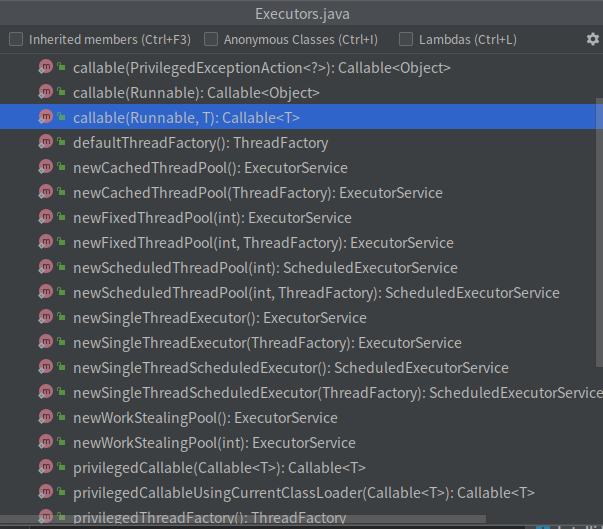 Executors.java
Inherited members (Ctrl+F3) Anonymous Classes (Ctrl+I) Lambdas (Ctrl+L)
callable(PrivilegedExceptionAction<?>): Callable<Object>
callable(Runnable): Callable<Object>
callable(Runnable, T): Callable<T>
defaultThreadFactory(): ThreadFactory
newCachedThreadPool(): ExecutorService
newCachedThreadPool(ThreadFactory): ExecutorService
newFixedThreadPool(int): ExecutorService
newFixedThreadPool(int, ThreadFactory): ExecutorService
newScheduledThreadPool(int): ScheduledExecutorService
newScheduledThreadPool(int, ThreadFactory): ScheduledExecutorService
newSingleThreadExecutor(): ExecutorService
newSingleThreadExecutor(ThreadFactory): ExecutorService
newSingleThreadScheduledExecutor(): ScheduledExecutorService
newSingleThreadScheduledExecutor(ThreadFactory): ScheduledExecutorService
newWorkStealingPool(): ExecutorService
newWorkStealingPool(int): ExecutorService
privilegedCallable(Callable<T>): Callable<T>
privilegedCallableUsingCurrentClassLoader(Callable<T>): Callable<T>
privilegedThreadFactory(): ThreadFactory